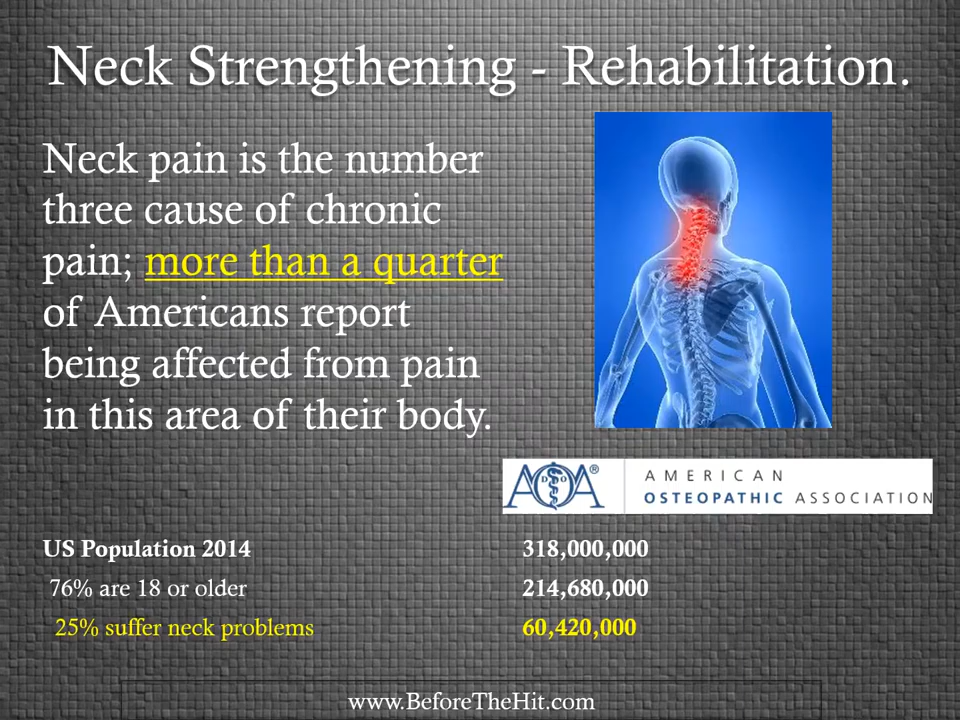 Neck Strengthening - Rehabilitation.
Neck pain is the number
three cause of chronic
pain; more than a quarter
of Americans report
being affected from pain
in this area of their body.
AOA® DO
AMERICAN
OSTEOPATHIC ASSOCIATION
US Population 2014 318,000,000
76% are 18 or older 214,680,000
25% suffer neck problems 60,420,000
www.BeforeTheHit.com